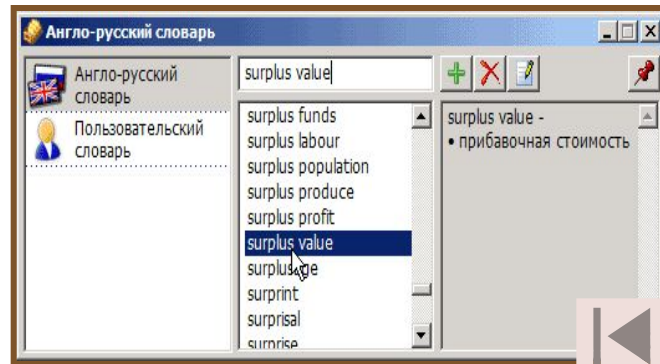 Англо-русский словарь
Англо-русский
словарь
Пользовательский
словарь
surplus value
surplus funds
surplus labour
surplus population
surplus produce
surplus profit
surplus value
surplusage
surprint
surprisal
surprise
surplus value -
• прибавочная стоимость